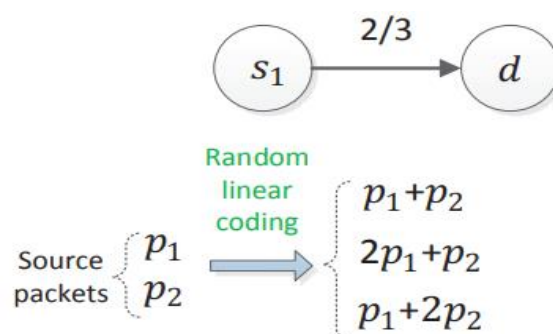 2/3
s₁
d
Random
linear
coding
Source
packets
p₁
p₂
p₁+p₂
2p₁+p₂
p₁+2p₂